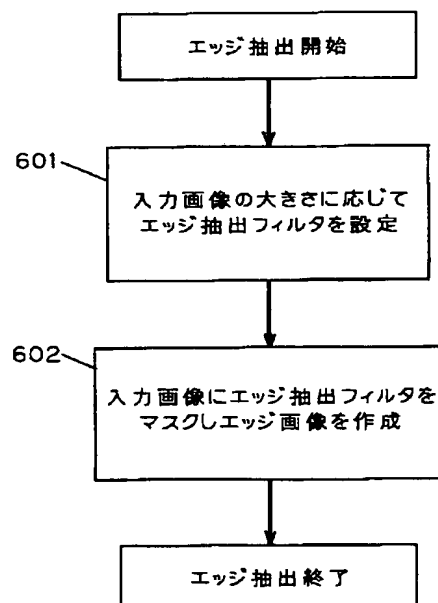 エッジ抽出開始
601
入力画像の大きさに応じて
エッジ抽出フィルタを設定
602
入力画像にエッジ抽出フィルタを
マスクしエッジ画像を作成
エッジ抽出終了